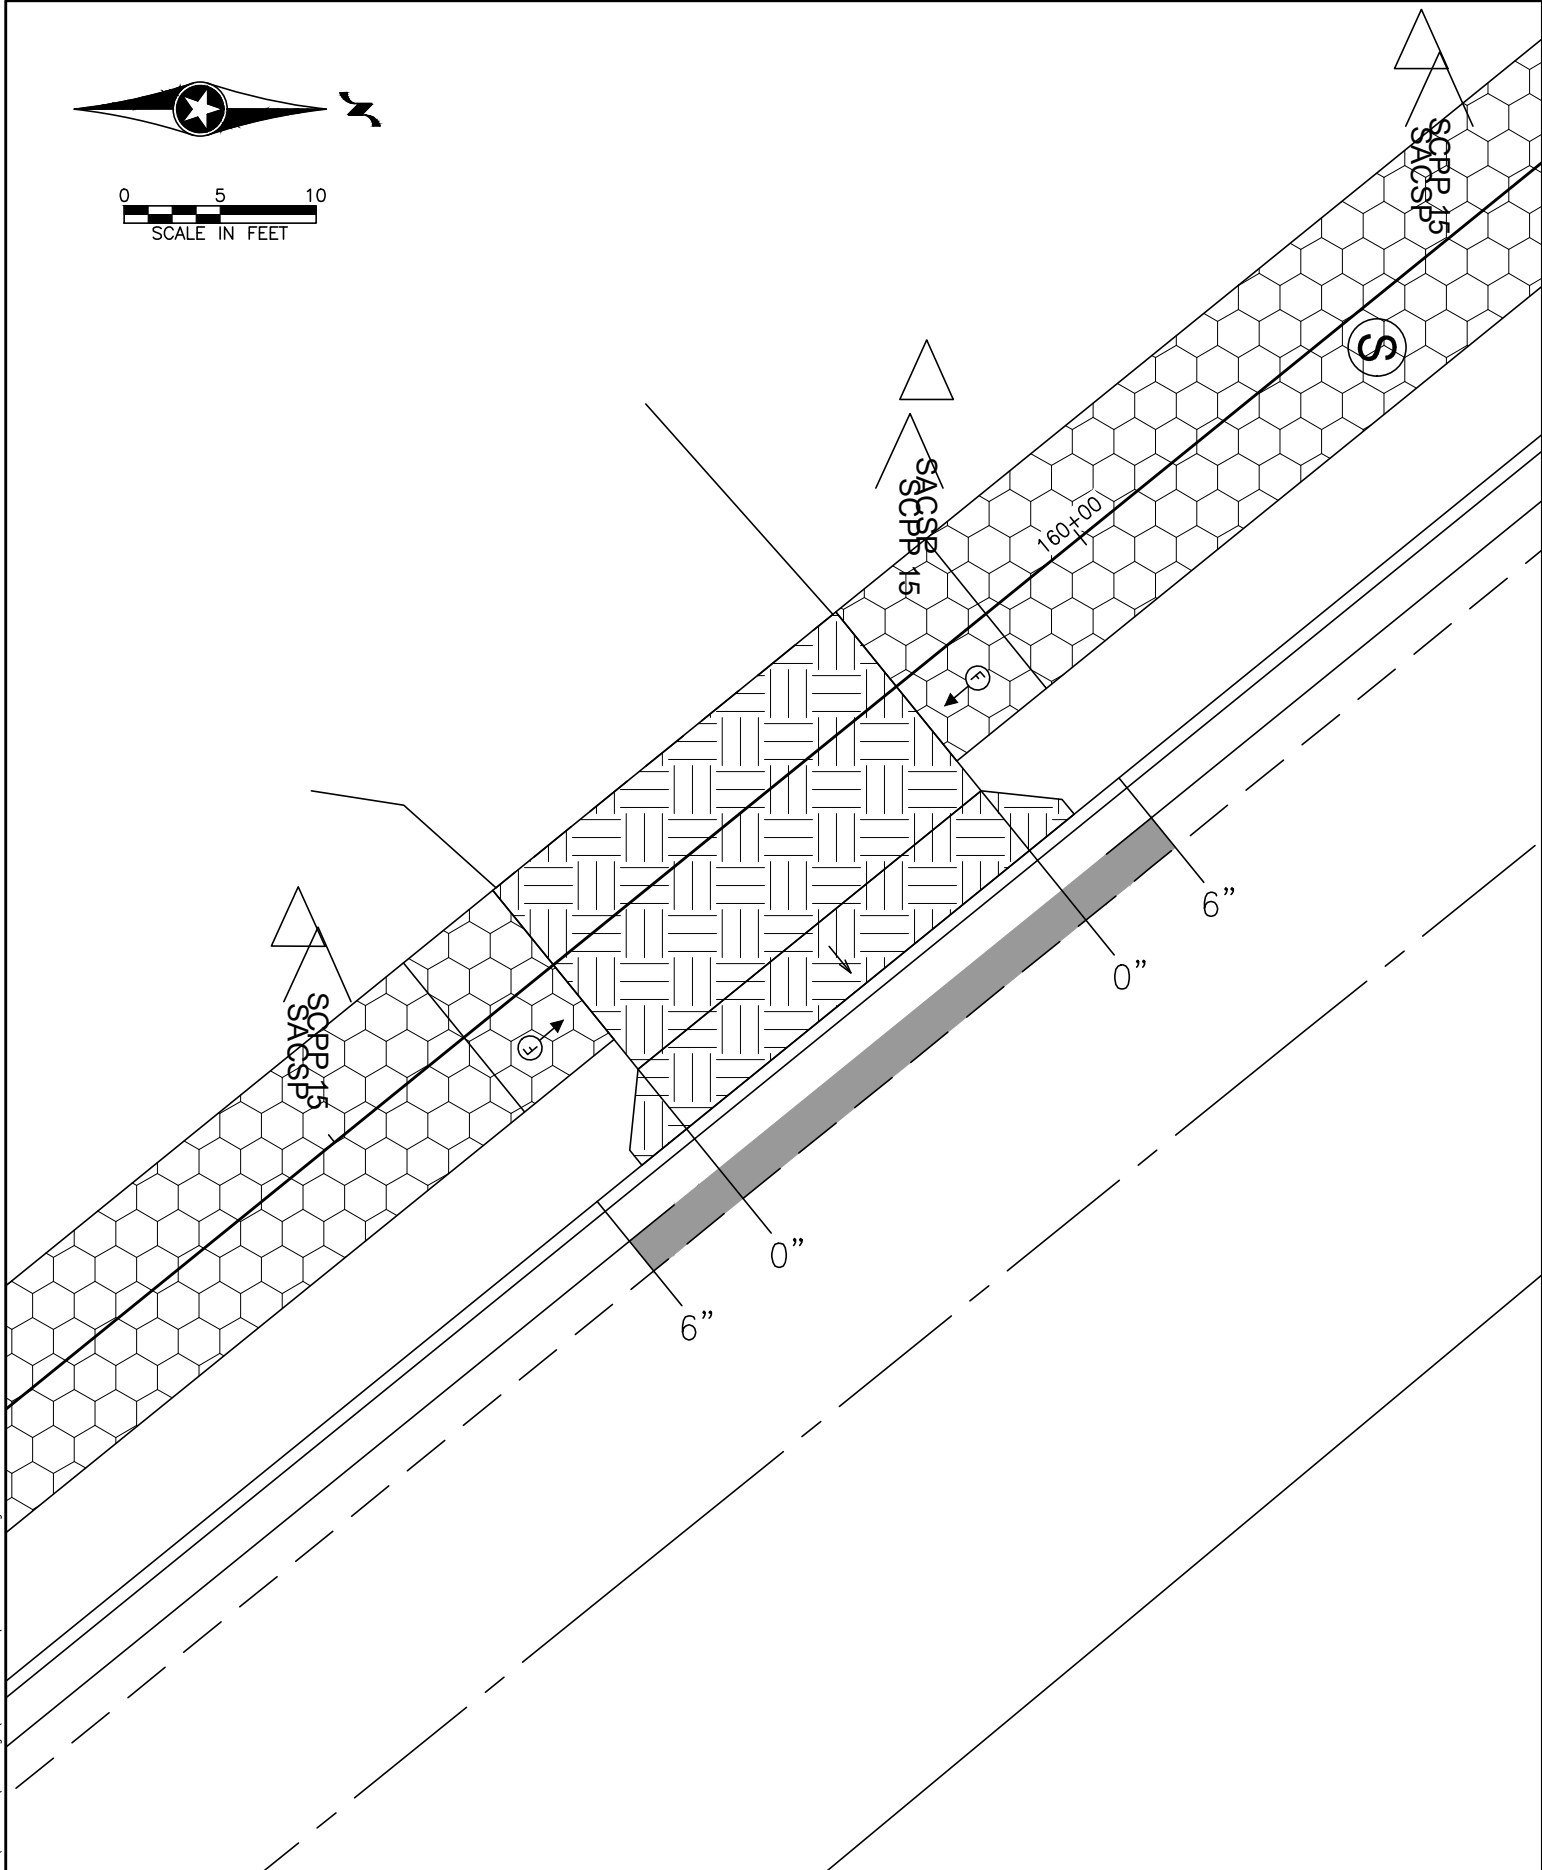 N
0 5 10
SCALE IN FEET
SCPP 15
SACSP
S
SACSP
SCPP 15
160+00
F
6”
0”
SCPP 15
SACSP
F
0”
6”